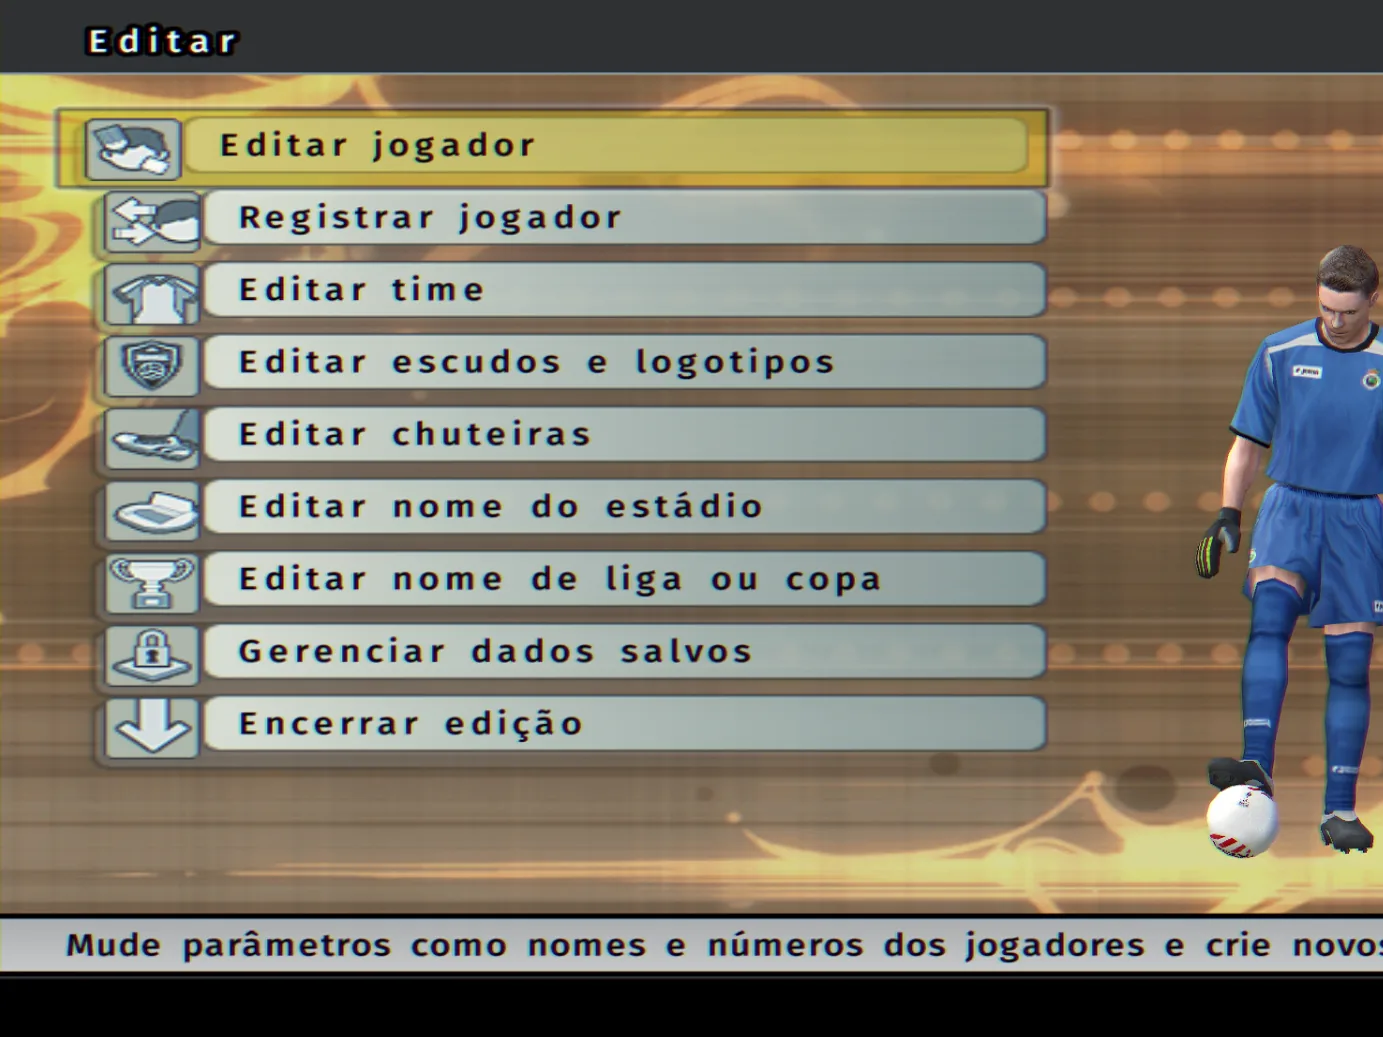 Editar
Editar jogador
Registrar jogador
Editar time
Editar escudos e logotipos
Editar chuteiras
Editar nome do estádio
Editar nome de liga ou copa
Gerenciar dados salvos
Encerrar edição
Mude parâmetros como nomes e números dos jogadores e crie novos